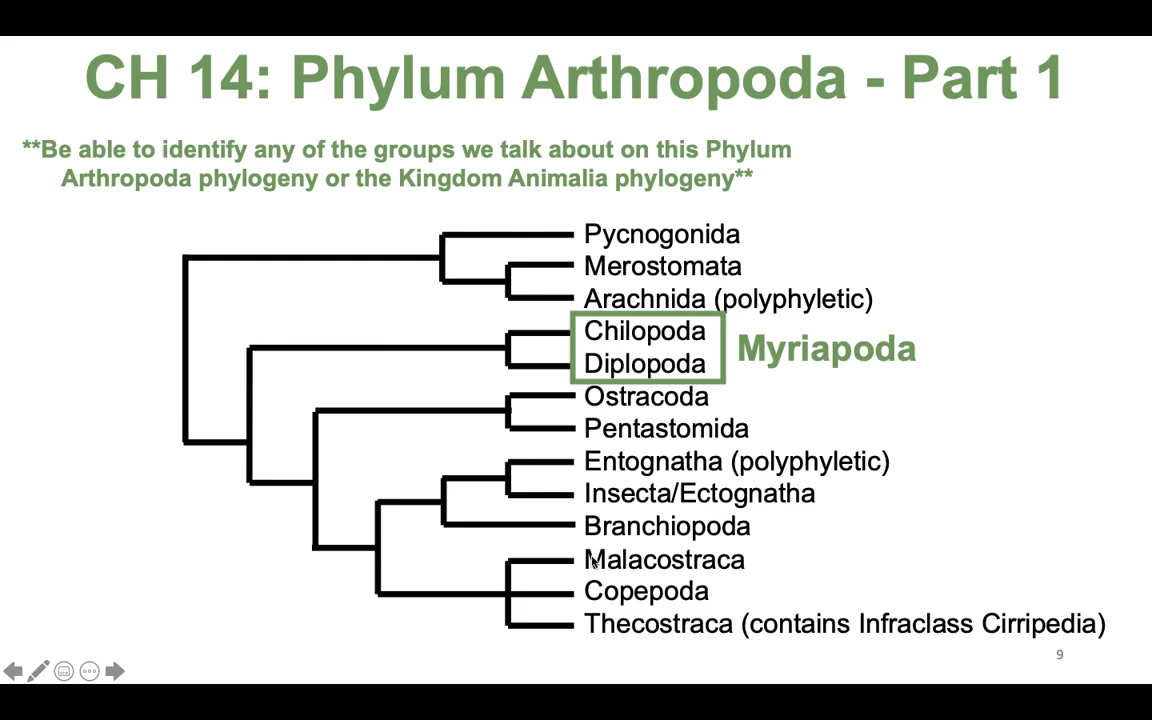 CH 14: Phylum Arthropoda - Part 1
**Be able to identify any of the groups we talk about on this Phylum
Arthropoda phylogeny or the Kingdom Animalia phylogeny**
Pycnogonida
Merostomata
Arachnida (polyphyletic)
Chilopoda
Diplopoda
Myriapoda
Ostracoda
Pentastomida
Entognatha (polyphyletic)
Insecta/Ectognatha
Branchiopoda
Malacostraca
Copepoda
Thecostraca (contains Infraclass Cirripedia)
9